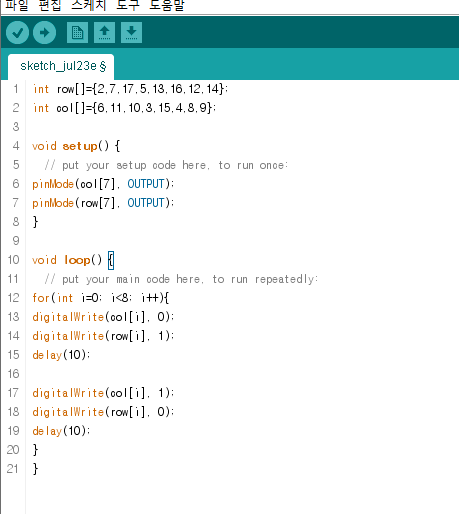 파일 편집 스케치 도구 도움말
sketch_jul23e §
1 int row[]={2,7,17,5,13,16,12,14};
2 int col[]={6,11,10,3,15,4,8,9};
3
4 void setup() {
5 // put your setup code here, to run once:
6 pinMode(col[7], OUTPUT);
7 pinMode(row[7], OUTPUT);
8 }
9
10 void loop() {
11 // put your main code here, to run repeatedly:
12 for(int i=0; i<8; i++){
13 digitalWrite(col[i], 0);
14 digitalWrite(row[i], 1);
15 delay(10);
16
17 digitalWrite(col[i], 1);
18 digitalWrite(row[i], 0);
19 delay(10);
20 }
21 }